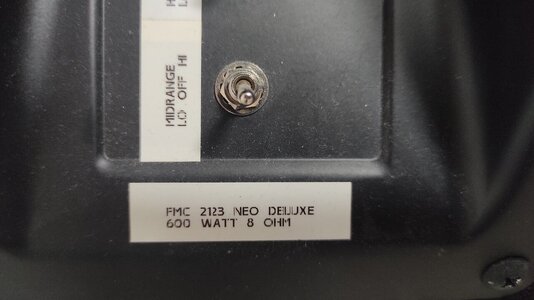 MIDRANGE
LO OFF HI
FMC 2123 NEO DELUXE
600 WATT 8 OHM